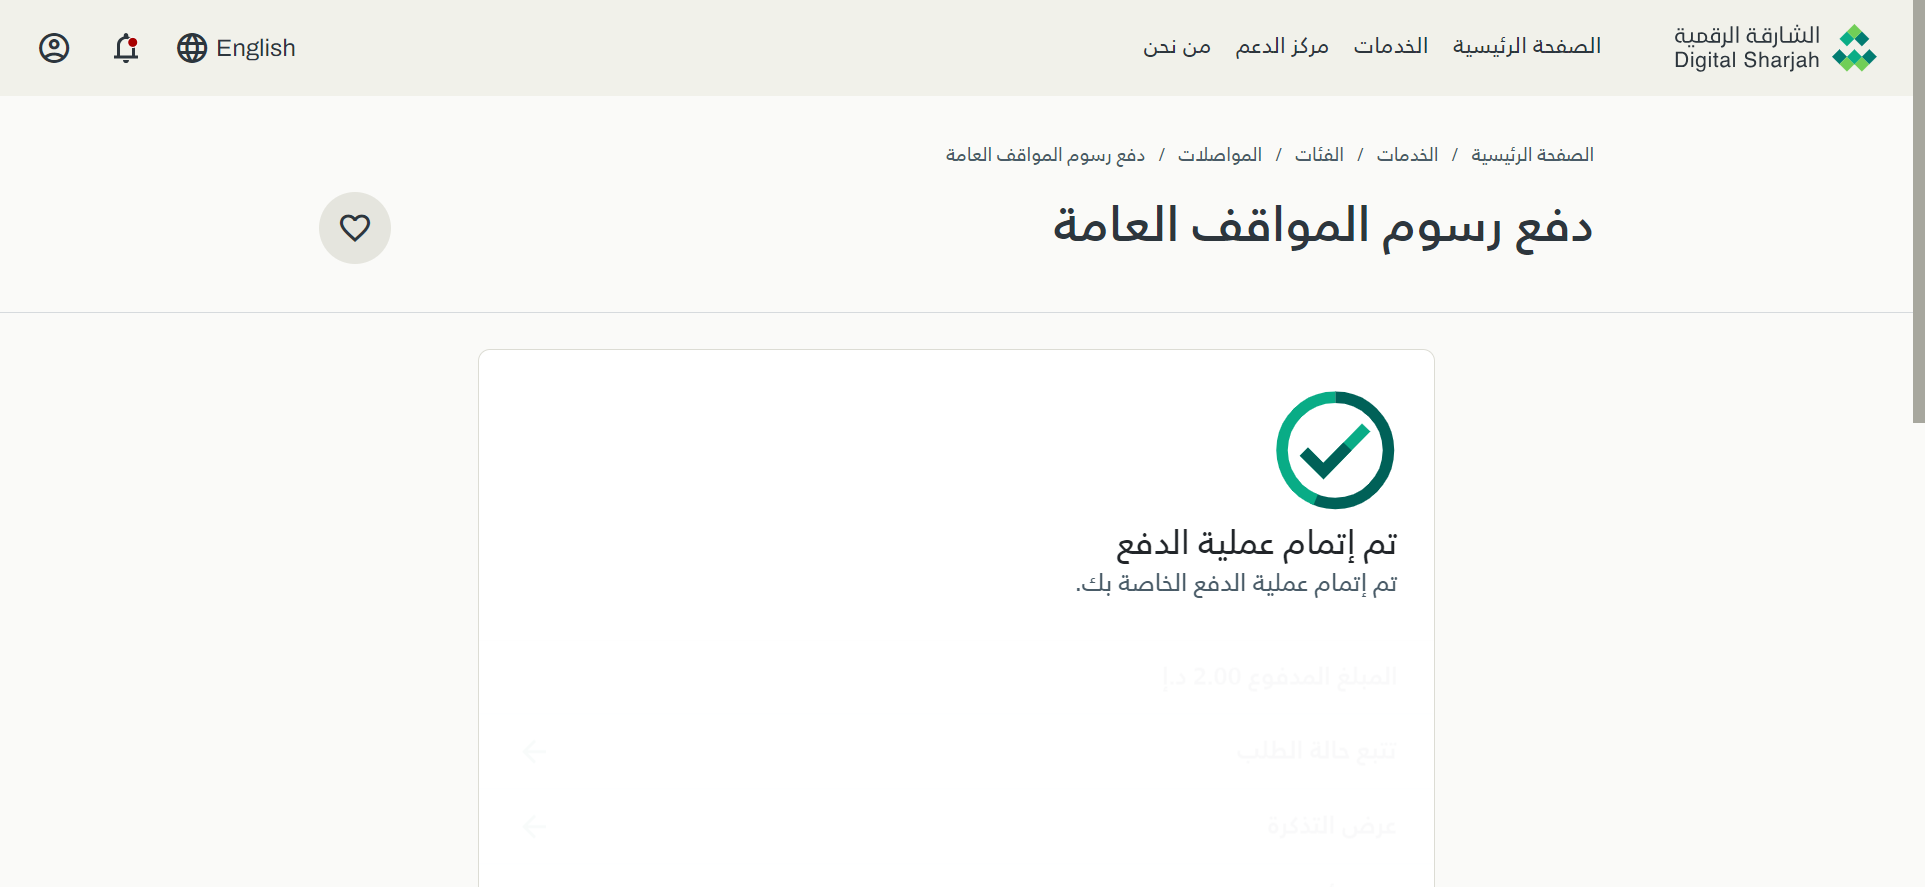 الشارقة الرقمية
Digital Sharjah
الصفحة الرئيسية
الخدمات
مركز الدعم
من نحن
English
الصفحة الرئيسية / الخدمات / الفئات / المواصلات / دفع رسوم المواقف العامة
دفع رسوم المواقف العامة
تم إتمام عملية الدفع
تم إتمام عملية الدفع الخاصة بك.
المبلغ المدفوع 2.00 د.إ
تتبع حالة الطلب
عرض التذكرة